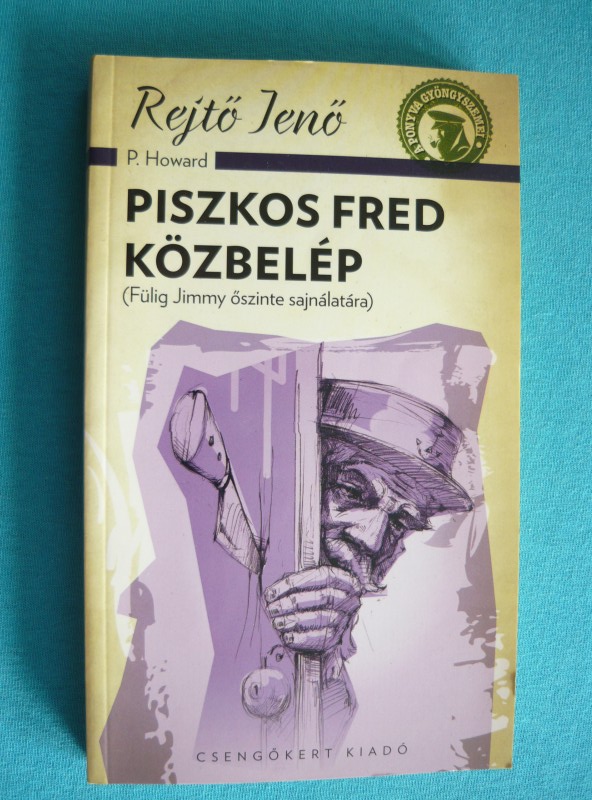 Rejtő Jenő
A PONYVA GYÖNGYSZEMEI
P. Howard
PISZKOS FRED
KÖZBELÉP
(Fülig Jimmy őszinte sajnálatára)
CSENGŐKERT KIADÓ